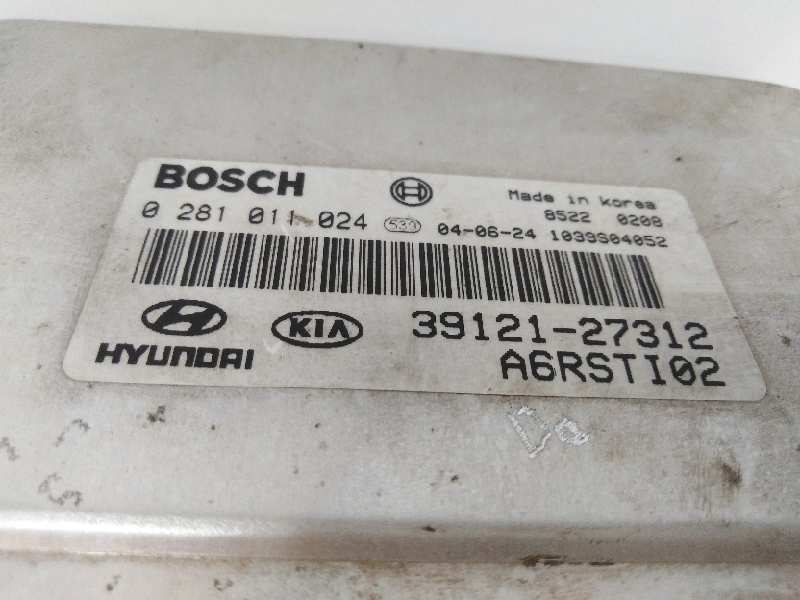 BOSCH
Made in korea
8522 0208
0 281 011 024 533 04-06-24 1039S04052
HYUNDAI
KIA
39121-27312
A6RSTI02